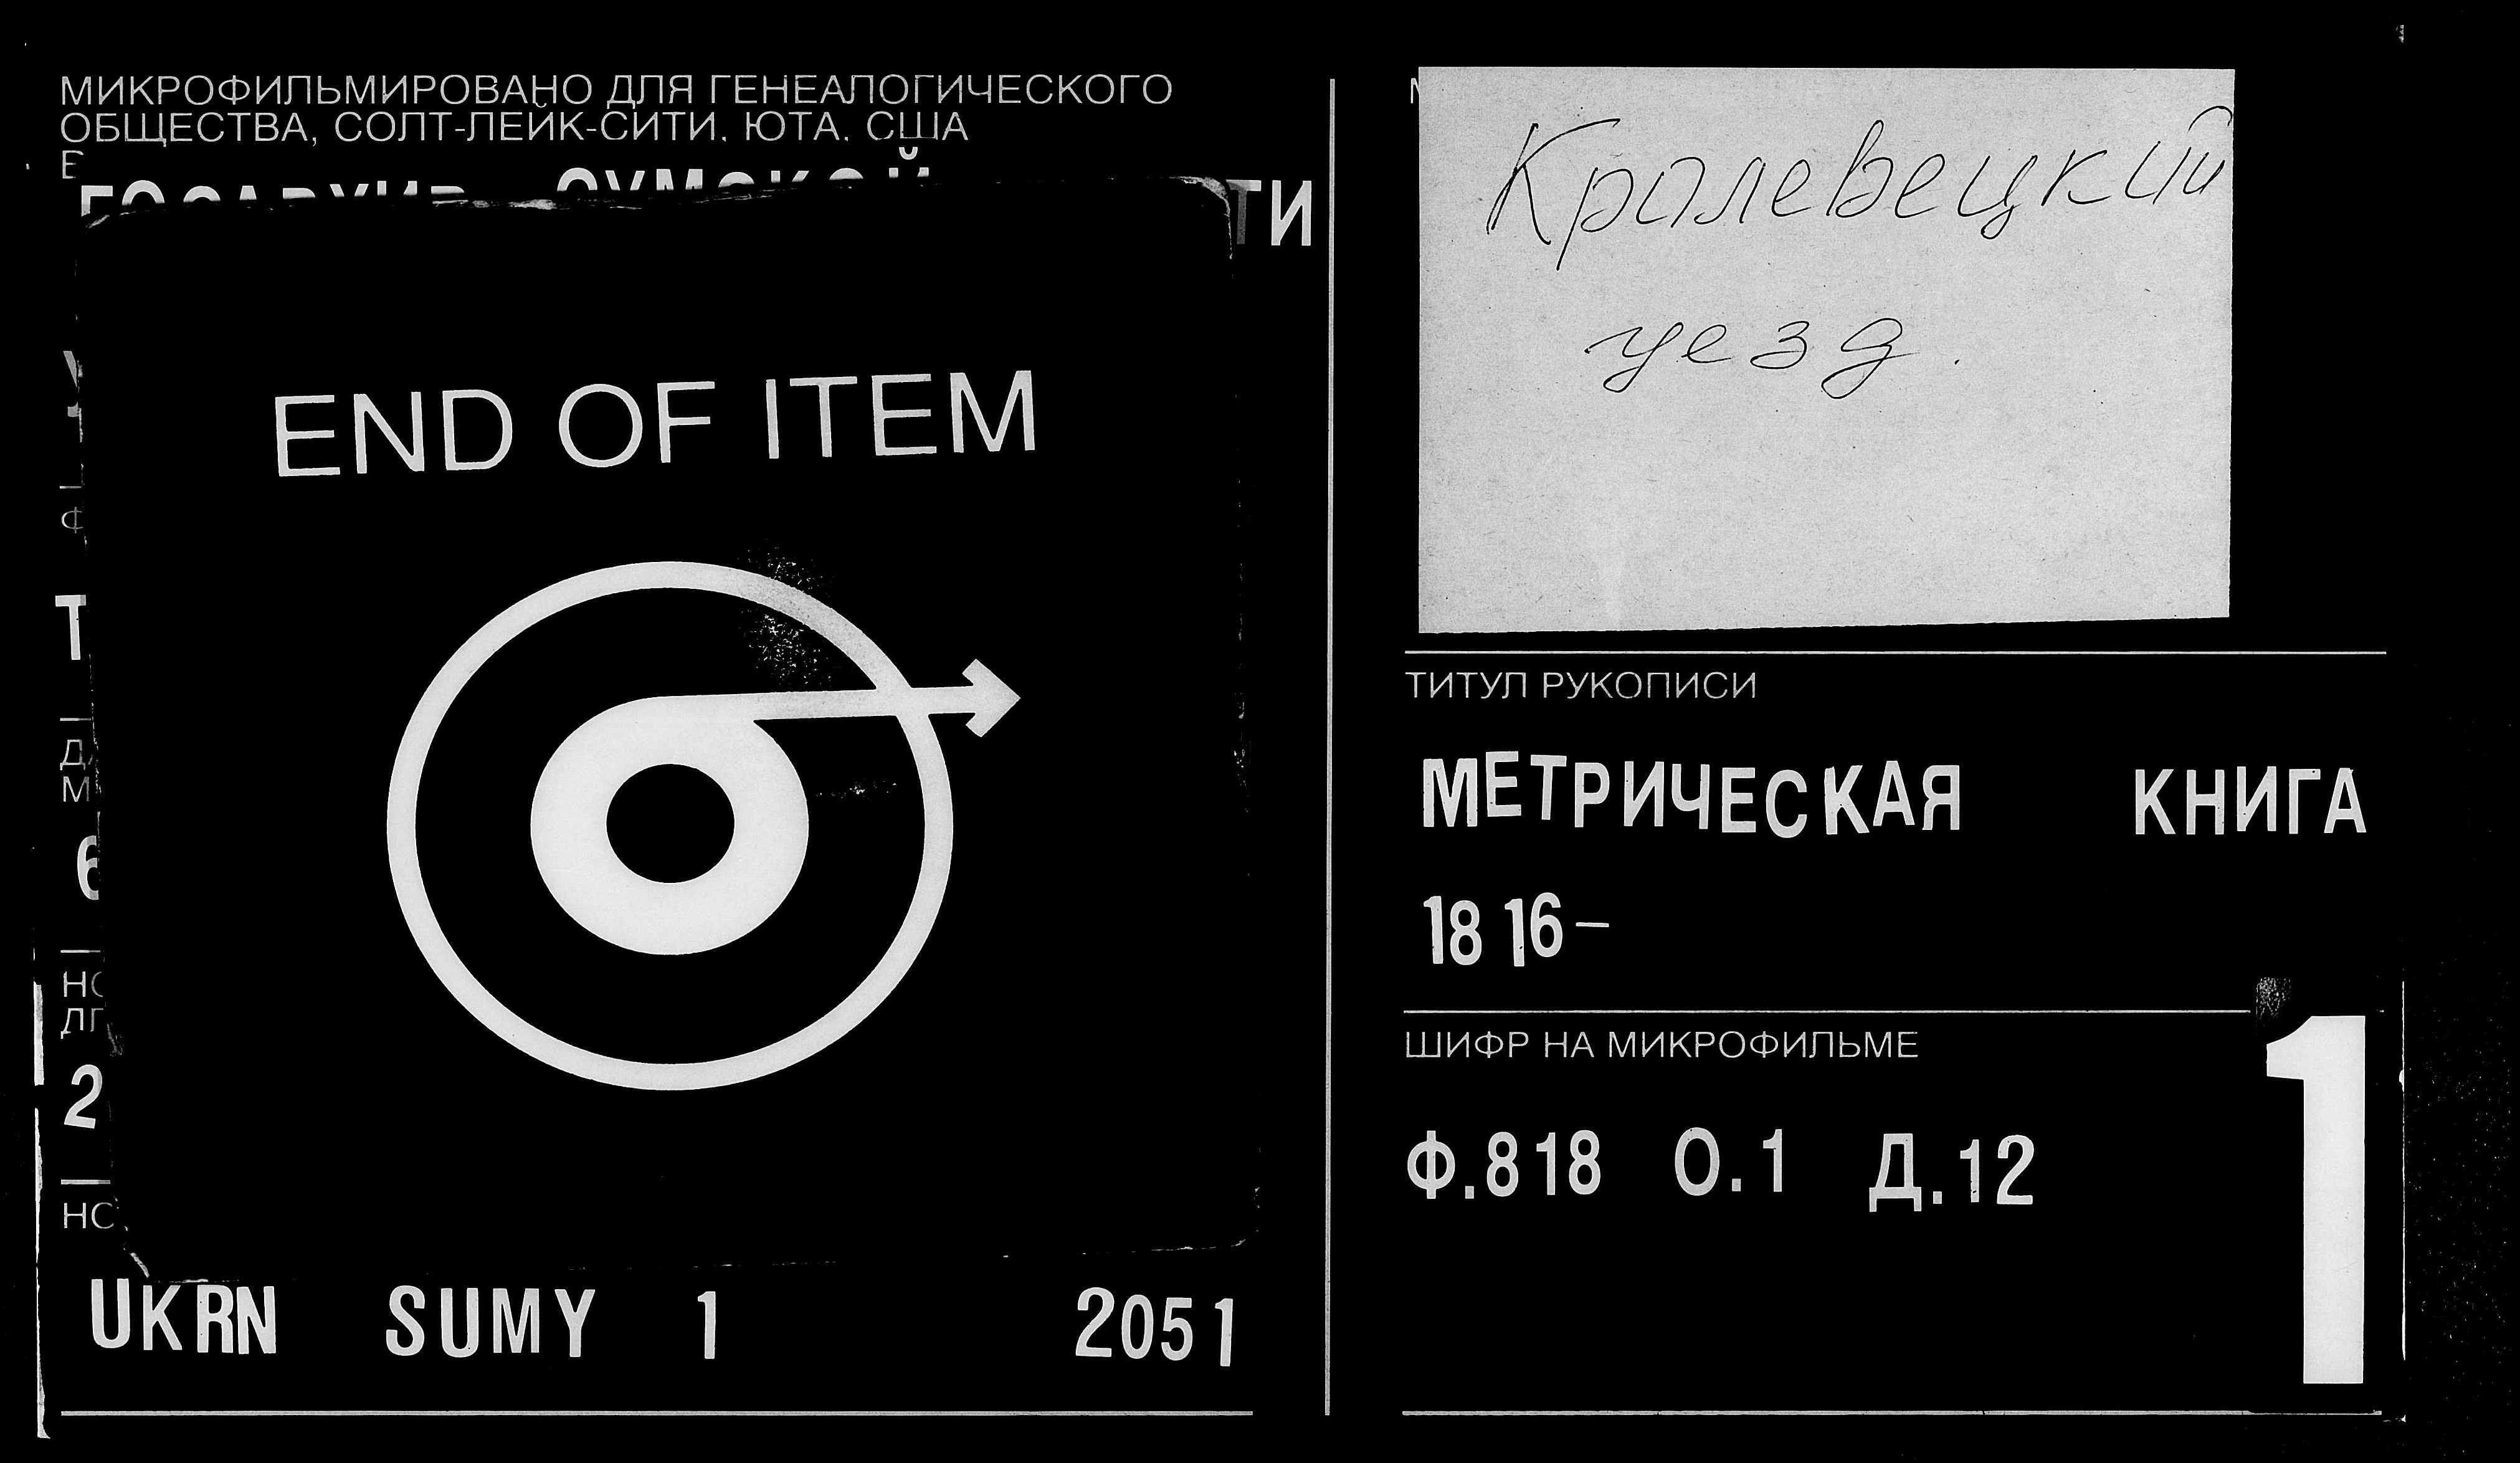 МИКРОФИЛЬМИРОВАНО ДЛЯ ГЕНЕАЛОГИЧЕСКОГО
ОБЩЕСТВА, СОЛТ-ЛЕЙК-СИТИ, ЮТА, США
END OF ITEM
UKRN SUMY 1 2051
Кролевецкий
уезд.
ТИТУЛ РУКОПИСИ
МЕТРИЧЕСКАЯ КНИГА
1816–
ШИФР НА МИКРОФИЛЬМЕ
Ф.818 О.1 Д.12
1